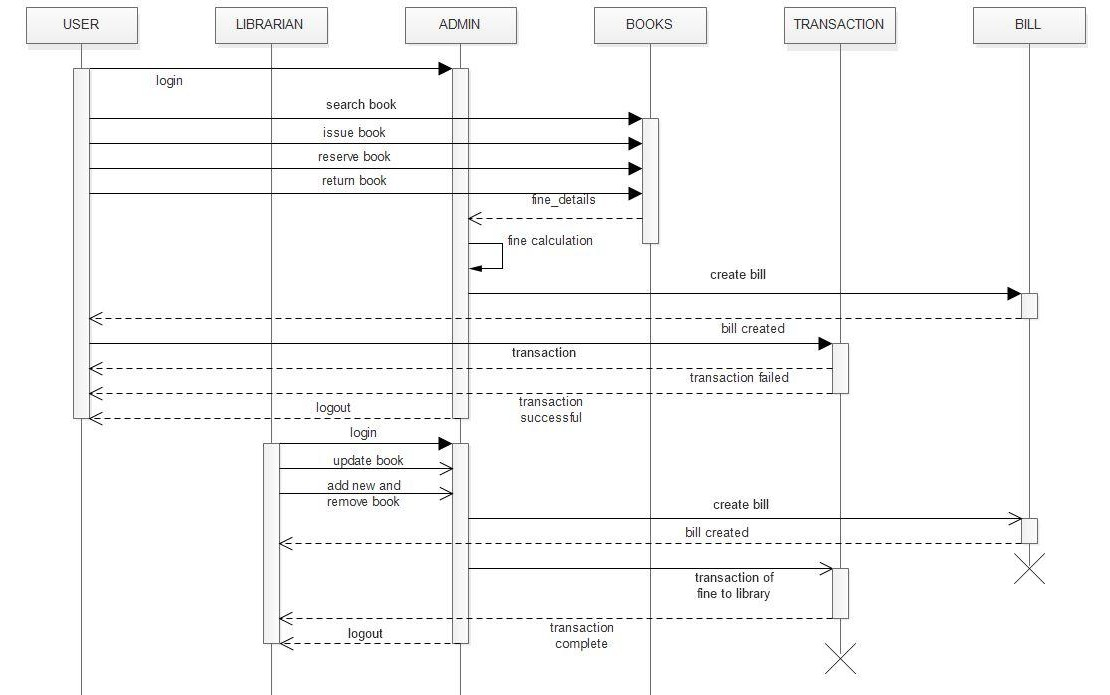 USER
LIBRARIAN
ADMIN
BOOKS
TRANSACTION
BILL
login
search book
issue book
reserve book
return book
fine_details
fine calculation
create bill
bill created
transaction
transaction failed
transaction
successful
logout
login
update book
add new and
remove book
create bill
bill created
transaction of
fine to library
transaction
complete
logout